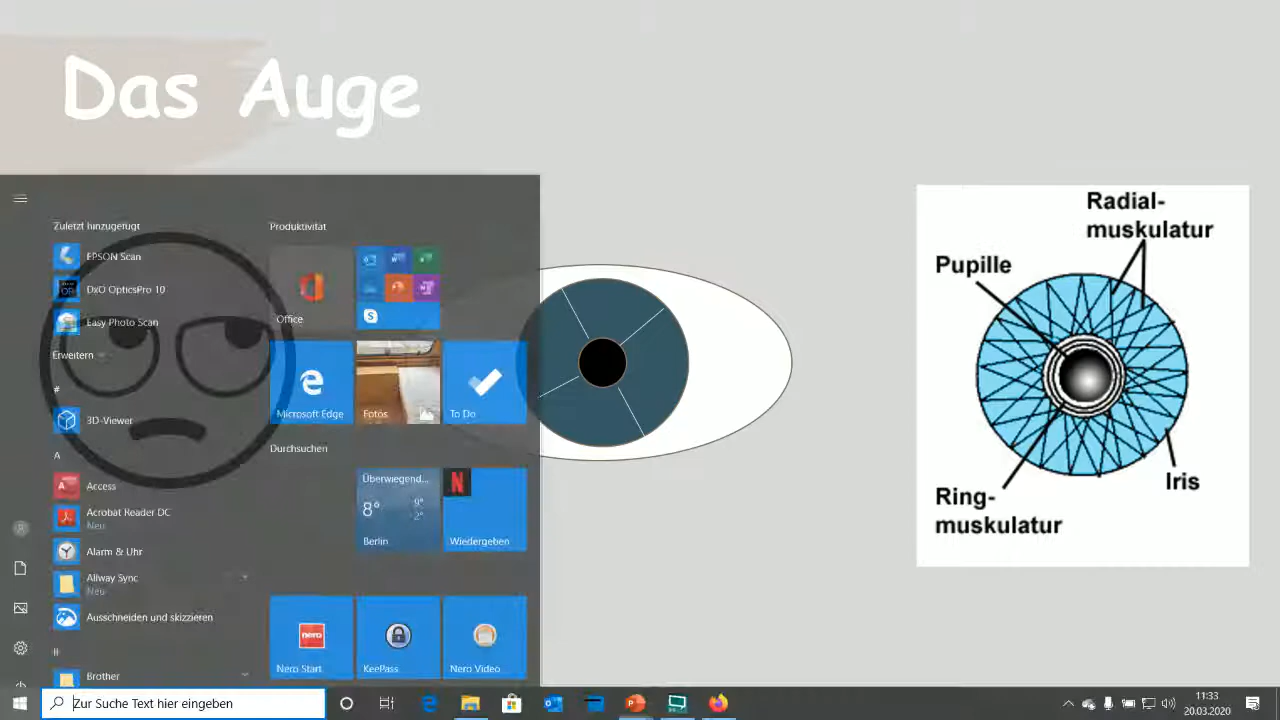 Das Auge
Zuletzt hinzugefügt
EPSON Scan
DxO OpticsPro 10
Easy Photo Scan
Erweitern
#
3D-Viewer
A
Access
Acrobat Reader DC
Neu
Alarm & Uhr
Allway Sync
Neu
Ausschneiden und skizzieren
B
Brother
Produktivität
Office
Microsoft Edge
Fotos
To Do
Durchsuchen
Überwiegend...
8°
9°
2°
Berlin
Wiedergeben
nero
Nero Start
KeePass
Nero Video
Radial-
muskulatur
Pupille
Iris
Ring-
muskulatur
Zur Suche Text hier eingeben
11:33
20.03.2020